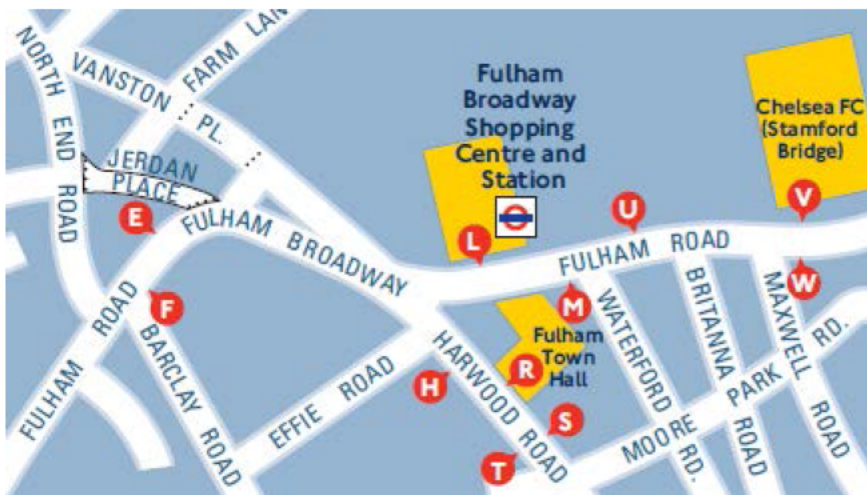 NORTH END ROAD
VANSTON PL.
FARM LAN
JERDAN
PLACE
FULHAM BROADWAY
Fulham
Broadway
Shopping
Centre and
Station
Chelsea FC
(Stamford
Bridge)
E
F
L
U
V
W
M
H
R
S
T
FULHAM ROAD
FULHAM ROAD
BARCLAY ROAD
EFFIE ROAD
HARWOOD ROAD
Fulham
Town
Hall
WATERFORD RD.
BRITANNA ROAD
MAXWELL ROAD
MOORE PARK RD.